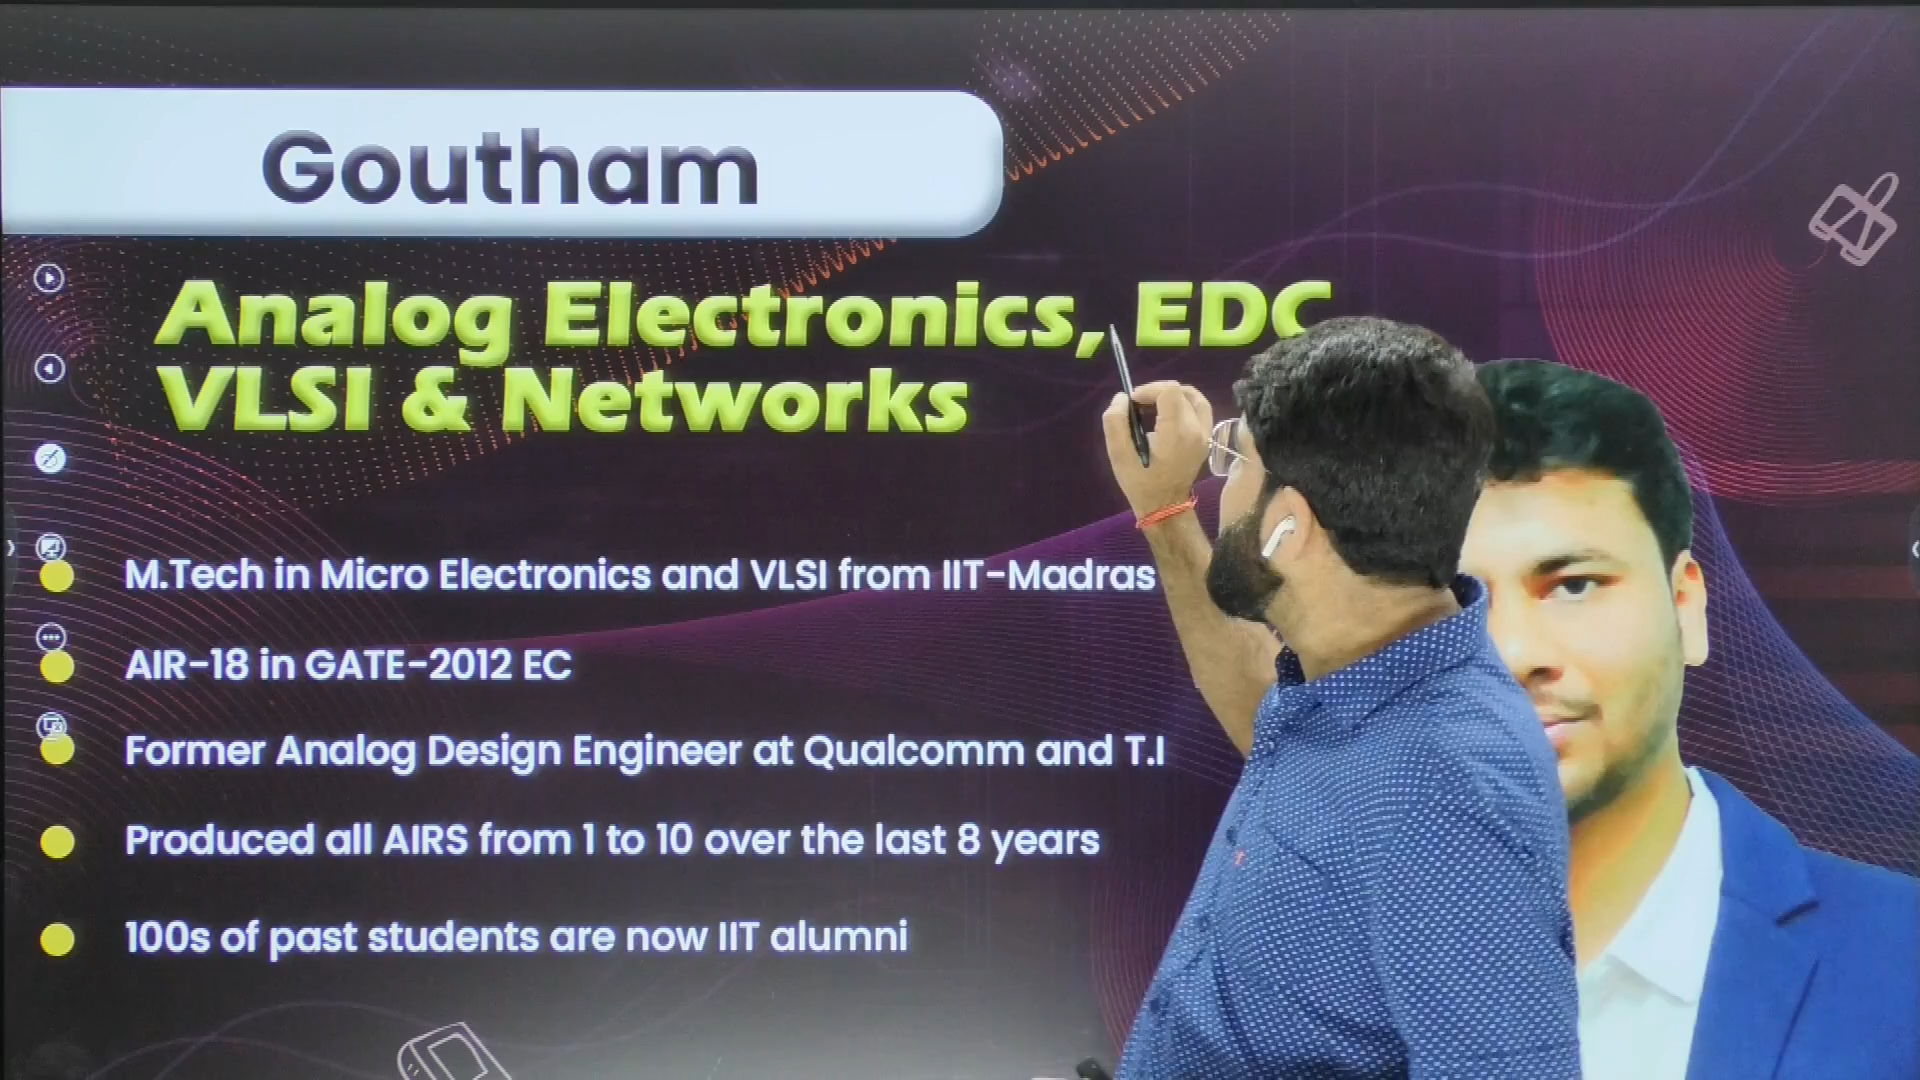 Goutham
Analog Electronics, EDC
VLSI & Networks
M.Tech in Micro Electronics and VLSI from IIT-Madras
AIR-18 in GATE-2012 EC
Former Analog Design Engineer at Qualcomm and T.I
Produced all AIRS from 1 to 10 over the last 8 years
100s of past students are now IIT alumni